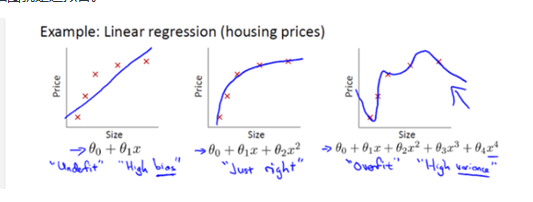 Example: Linear regression (housing prices)
Price
Size
Price
Size
Price
Size
→ θ₀ + θ₁x
→ θ₀ + θ₁x + θ₂x²
→ θ₀ + θ₁x + θ₂x² + θ₃x³ + θ₄x⁴
"Underfit" "High bias"
"Just right"
"Overfit" "High variance"